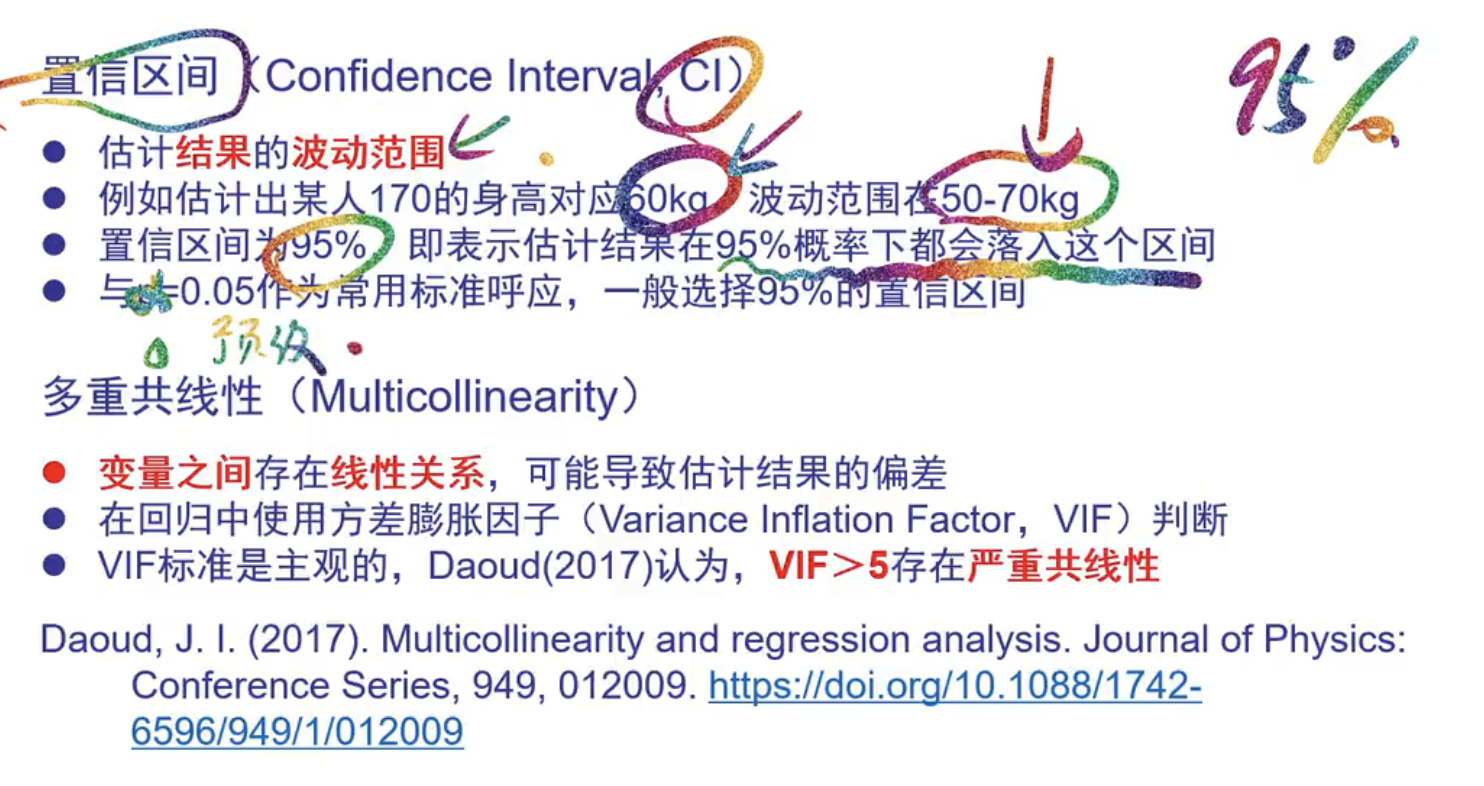 置信区间（Confidence Interval, CI）
95%
● 估计结果的波动范围
● 例如估计出某人170的身高对应60kg，波动范围在50-70kg
● 置信区间为95%，即表示估计结果在95%概率下都会落入这个区间
● 与=0.05作为常用标准呼应，一般选择95%的置信区间
多重共线性（Multicollinearity）
● 变量之间存在线性关系，可能导致估计结果的偏差
● 在回归中使用方差膨胀因子（Variance Inflation Factor，VIF）判断
● VIF标准是主观的，Daoud(2017)认为，VIF＞5存在严重共线性
Daoud, J. I. (2017). Multicollinearity and regression analysis. Journal of Physics:
Conference Series, 949, 012009. https://doi.org/10.1088/1742-
6596/949/1/012009